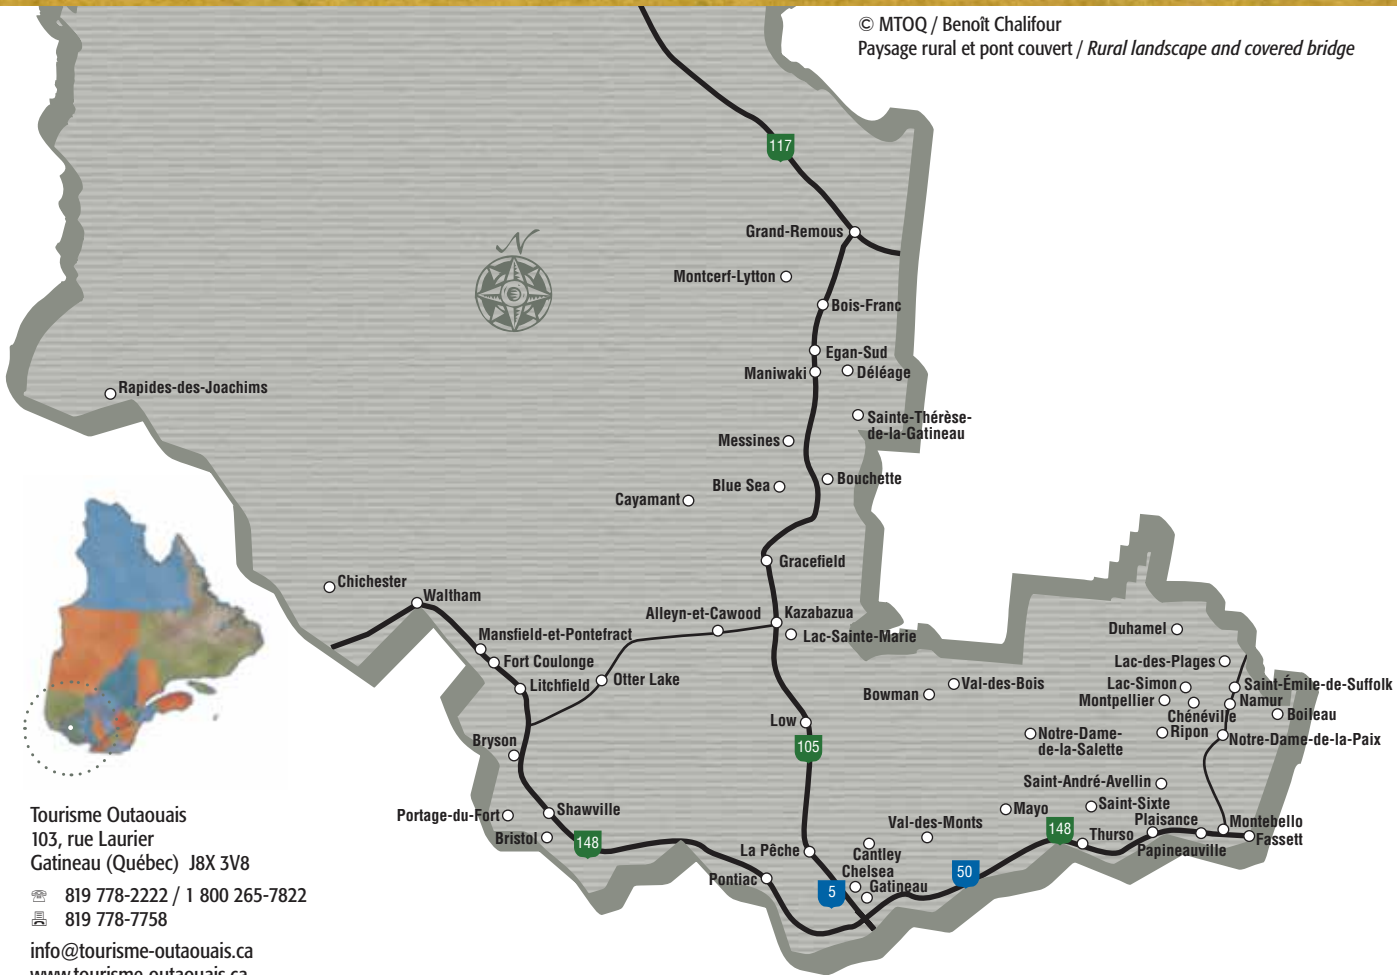 © MTOQ / Benoît Chalifour
Paysage rural et pont couvert / Rural landscape and covered bridge
117
Grand-Remous
N
Montcerf-Lytton
Bois-Franc
Egan-Sud
Maniwaki
Déléage
Rapides-des-Joachims
Sainte-Thérèse-
de-la-Gatineau
Messines
Bouchette
Blue Sea
Cayamant
Gracefield
Chichester
Waltham
Alleyn-et-Cawood
Kazabazua
Lac-Sainte-Marie
Mansfield-et-Pontefract
Fort Coulonge
Litchfield
Otter Lake
Duhamel
Lac-des-Plages
Val-des-Bois
Bowman
Lac-Simon
Saint-Émile-de-Suffolk
Montpellier
Namur
Chénéville
Boileau
Low
Ripon
Notre-Dame-
de-la-Salette
Notre-Dame-de-la-Paix
Bryson
105
Saint-André-Avellin
Portage-du-Fort
Shawville
Mayo
Saint-Sixte
Bristol
148
Val-des-Monts
148
Thurso
Plaisance
Montebello
Papineauville
Fassett
La Pêche
Cantley
Chelsea
Gatineau
Pontiac
5
50
Tourisme Outaouais
103, rue Laurier
Gatineau (Québec) J8X 3V8
819 778-2222 / 1 800 265-7822
819 778-7758
info@tourisme-outaouais.ca
www.tourisme-outaouais.ca